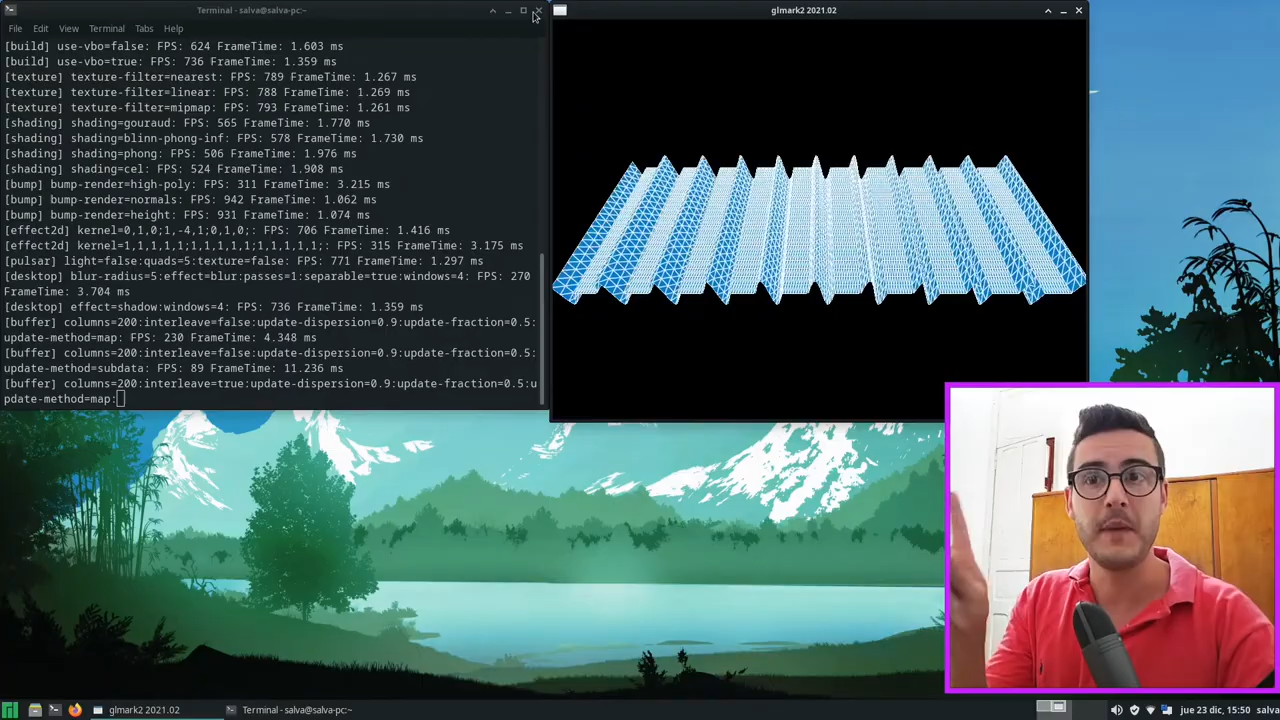 Terminal - salva@salva-pc:~
File Edit View Terminal Tabs Help
[build] use-vbo=false: FPS: 624 FrameTime: 1.603 ms
[build] use-vbo=true: FPS: 736 FrameTime: 1.359 ms
[texture] texture-filter=nearest: FPS: 789 FrameTime: 1.267 ms
[texture] texture-filter=linear: FPS: 788 FrameTime: 1.269 ms
[texture] texture-filter=mipmap: FPS: 793 FrameTime: 1.261 ms
[shading] shading=gouraud: FPS: 565 FrameTime: 1.770 ms
[shading] shading=blinn-phong-inf: FPS: 578 FrameTime: 1.730 ms
[shading] shading=phong: FPS: 506 FrameTime: 1.976 ms
[shading] shading=cel: FPS: 524 FrameTime: 1.908 ms
[bump] bump-render=high-poly: FPS: 311 FrameTime: 3.215 ms
[bump] bump-render=normals: FPS: 942 FrameTime: 1.062 ms
[bump] bump-render=height: FPS: 931 FrameTime: 1.074 ms
[effect2d] kernel=0,1,0;1,-4,1;0,1,0;: FPS: 706 FrameTime: 1.416 ms
[effect2d] kernel=1,1,1,1,1;1,1,1,1,1;1,1,1,1,1;: FPS: 315 FrameTime: 3.175 ms
[pulsar] light=false:quads=5:texture=false: FPS: 771 FrameTime: 1.297 ms
[desktop] blur-radius=5:effect=blur:passes=1:separable=true:windows=4: FPS: 270
FrameTime: 3.704 ms
[desktop] effect=shadow:windows=4: FPS: 736 FrameTime: 1.359 ms
[buffer] columns=200:interleave=false:update-dispersion=0.9:update-fraction=0.5:
update-method=map: FPS: 230 FrameTime: 4.348 ms
[buffer] columns=200:interleave=false:update-dispersion=0.9:update-fraction=0.5:
update-method=subdata: FPS: 89 FrameTime: 11.236 ms
[buffer] columns=200:interleave=true:update-dispersion=0.9:update-fraction=0.5:u
pdate-method=map:
glmark2 2021.02
glmark2 2021.02
Terminal - salva@salva-pc:~
jue 23 dic, 15:50 salva